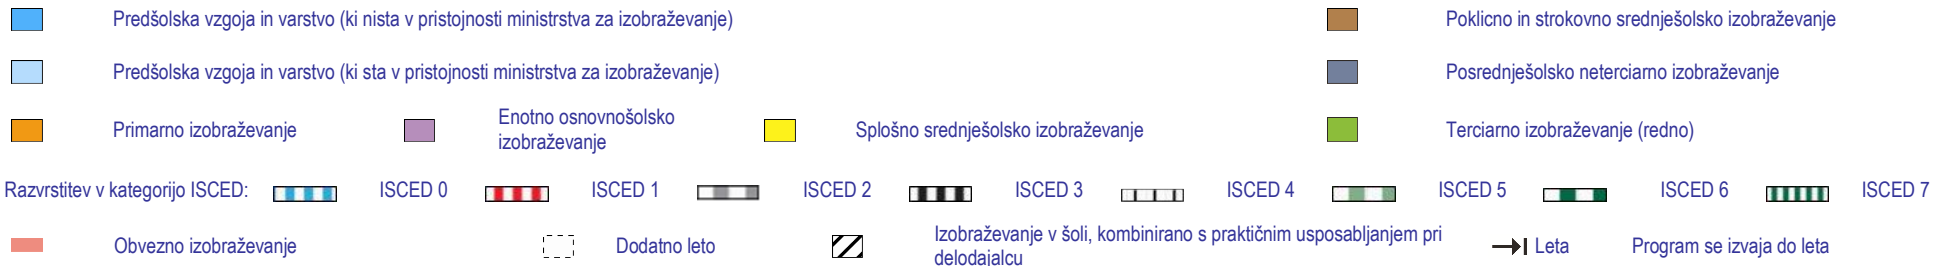 Predšolska vzgoja in varstvo (ki nista v pristojnosti ministrstva za izobraževanje)
Poklicno in strokovno srednješolsko izobraževanje
Predšolska vzgoja in varstvo (ki sta v pristojnosti ministrstva za izobraževanje)
Posrednješolsko neterciarno izobraževanje
Primarno izobraževanje
Enotno osnovnošolsko
izobraževanje
Splošno srednješolsko izobraževanje
Terciarno izobraževanje (redno)
Razvrstitev v kategorijo ISCED: ISCED 0 ISCED 1 ISCED 2 ISCED 3 ISCED 4 ISCED 5 ISCED 6 ISCED 7
Obvezno izobraževanje
Dodatno leto
Izobraževanje v šoli, kombinirano s praktičnim usposabljanjem pri
delodajalcu
Leta
Program se izvaja do leta